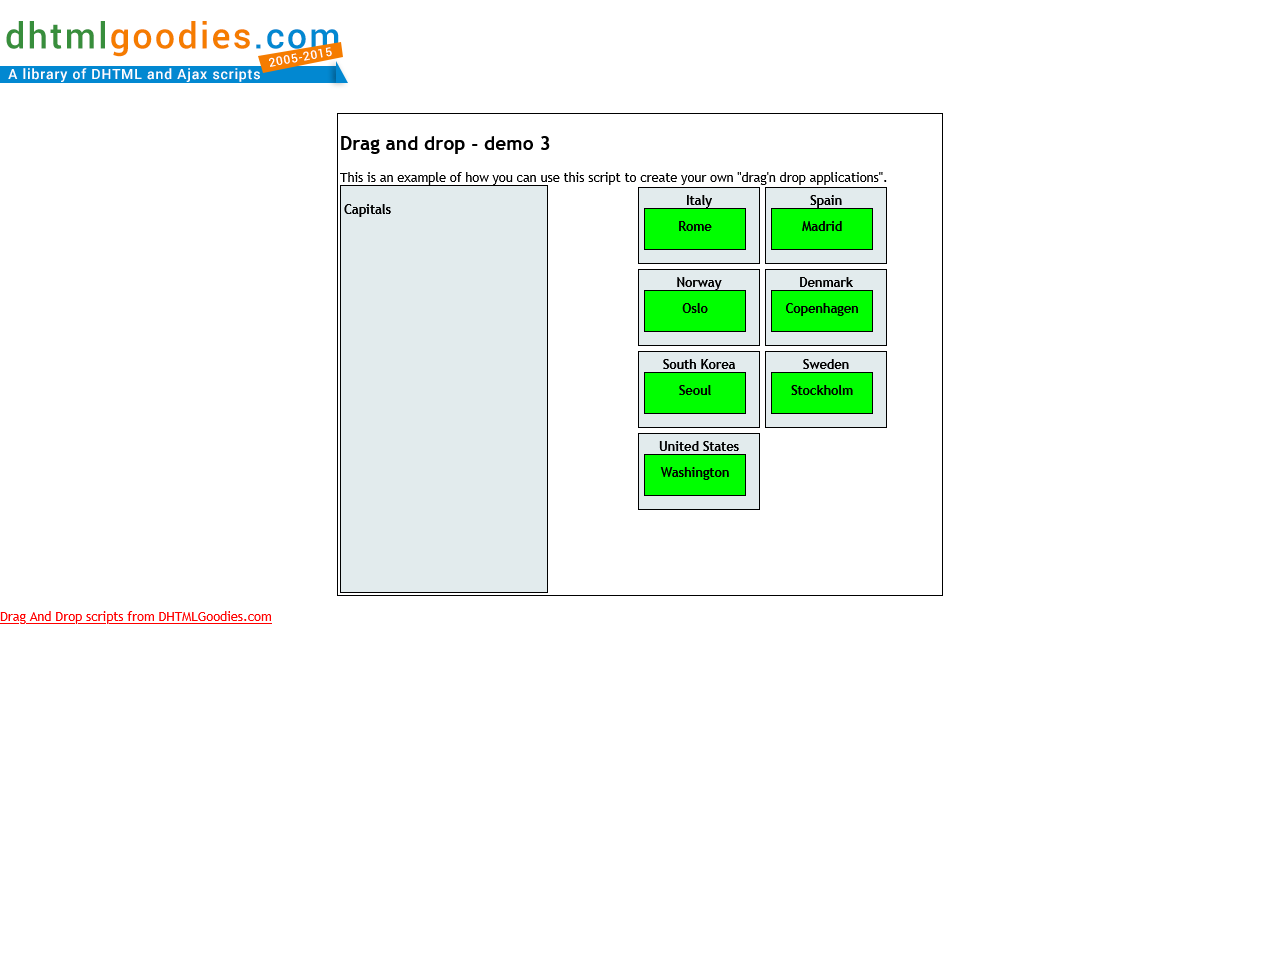 dhtmlgoodies.com
2005-2015
A library of DHTML and Ajax scripts
Drag and drop - demo 3
This is an example of how you can use this script to create your own "drag'n drop applications".
Capitals
Italy
Rome
Spain
Madrid
Norway
Oslo
Denmark
Copenhagen
South Korea
Seoul
Sweden
Stockholm
United States
Washington
Drag And Drop scripts from DHTMLGoodies.com